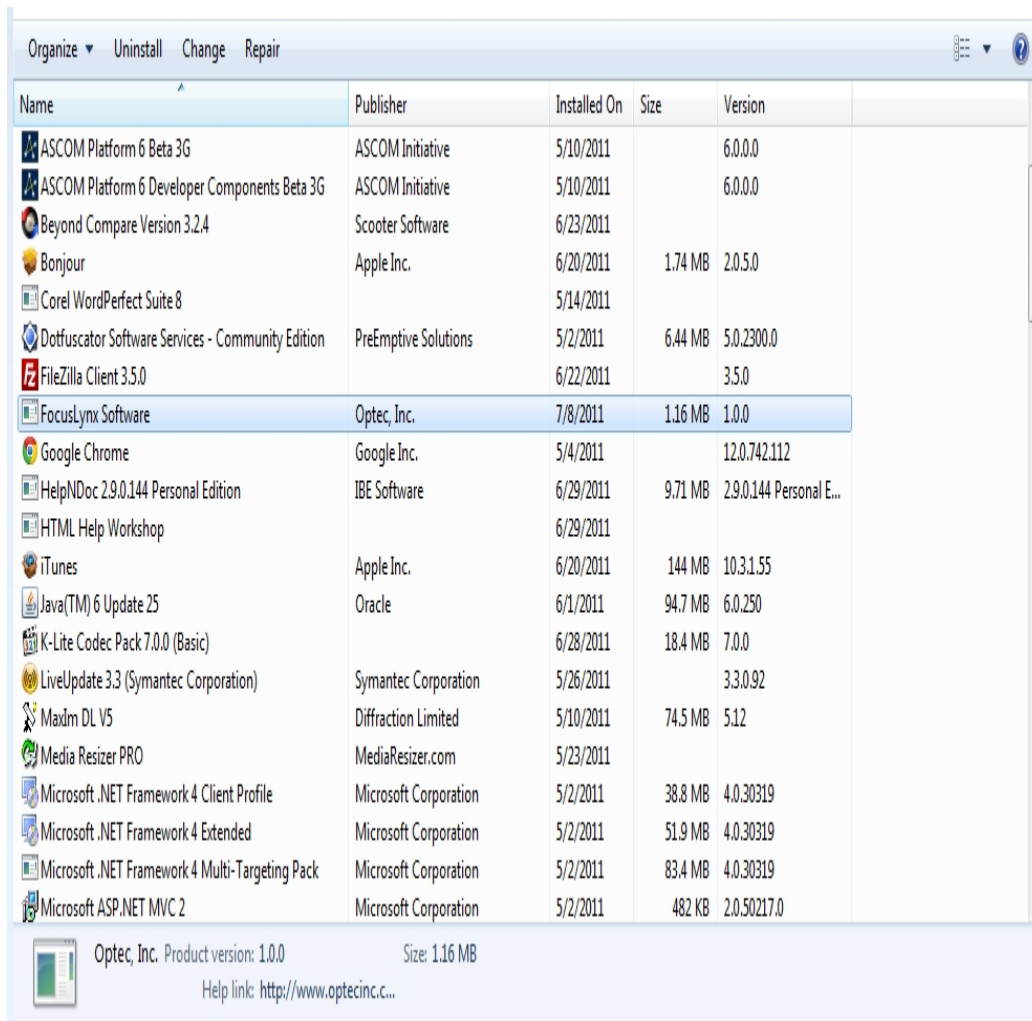 Organize Uninstall Change Repair
Name Publisher Installed On Size Version
ASCOM Platform 6 Beta 3G ASCOM Initiative 5/10/2011 6.0.0.0
ASCOM Platform 6 Developer Components Beta 3G ASCOM Initiative 5/10/2011 6.0.0.0
Beyond Compare Version 3.2.4 Scooter Software 6/23/2011
Bonjour Apple Inc. 6/20/2011 1.74 MB 2.0.5.0
Corel WordPerfect Suite 8 5/14/2011
Dotfuscator Software Services - Community Edition PreEmptive Solutions 5/2/2011 6.44 MB 5.0.2300.0
FileZilla Client 3.5.0 6/22/2011 3.5.0
FocusLynx Software Optec, Inc. 7/8/2011 1.16 MB 1.0.0
Google Chrome Google Inc. 5/4/2011 12.0.742.112
HelpNDoc 2.9.0.144 Personal Edition IBE Software 6/29/2011 9.71 MB 2.9.0.144 Personal E...
HTML Help Workshop 6/29/2011
iTunes Apple Inc. 6/20/2011 144 MB 10.3.1.55
Java(TM) 6 Update 25 Oracle 6/1/2011 94.7 MB 6.0.250
K-Lite Codec Pack 7.0.0 (Basic) 6/28/2011 18.4 MB 7.0.0
LiveUpdate 3.3 (Symantec Corporation) Symantec Corporation 5/26/2011 3.3.0.92
MaxIm DL V5 Diffraction Limited 5/10/2011 74.5 MB 5.12
Media Resizer PRO MediaResizer.com 5/23/2011
Microsoft .NET Framework 4 Client Profile Microsoft Corporation 5/2/2011 38.8 MB 4.0.30319
Microsoft .NET Framework 4 Extended Microsoft Corporation 5/2/2011 51.9 MB 4.0.30319
Microsoft .NET Framework 4 Multi-Targeting Pack Microsoft Corporation 5/2/2011 83.4 MB 4.0.30319
Microsoft ASP.NET MVC 2 Microsoft Corporation 5/2/2011 482 KB 2.0.50217.0
Optec, Inc. Product version: 1.0.0 Size: 1.16 MB
Help link: http://www.optecinc.c...